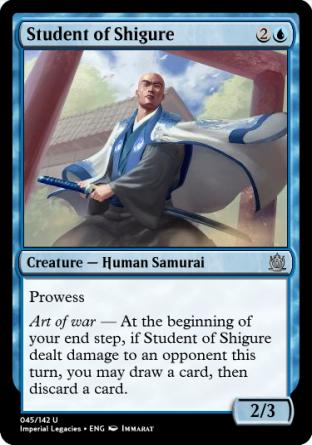 Student of Shigure 2
Creature — Human Samurai
Prowess
Art of war — At the beginning of
your end step, if Student of Shigure
dealt damage to an opponent this
turn, you may draw a card, then
discard a card.
2/3
045/142 U
Imperial Legacies • ENG Immarat